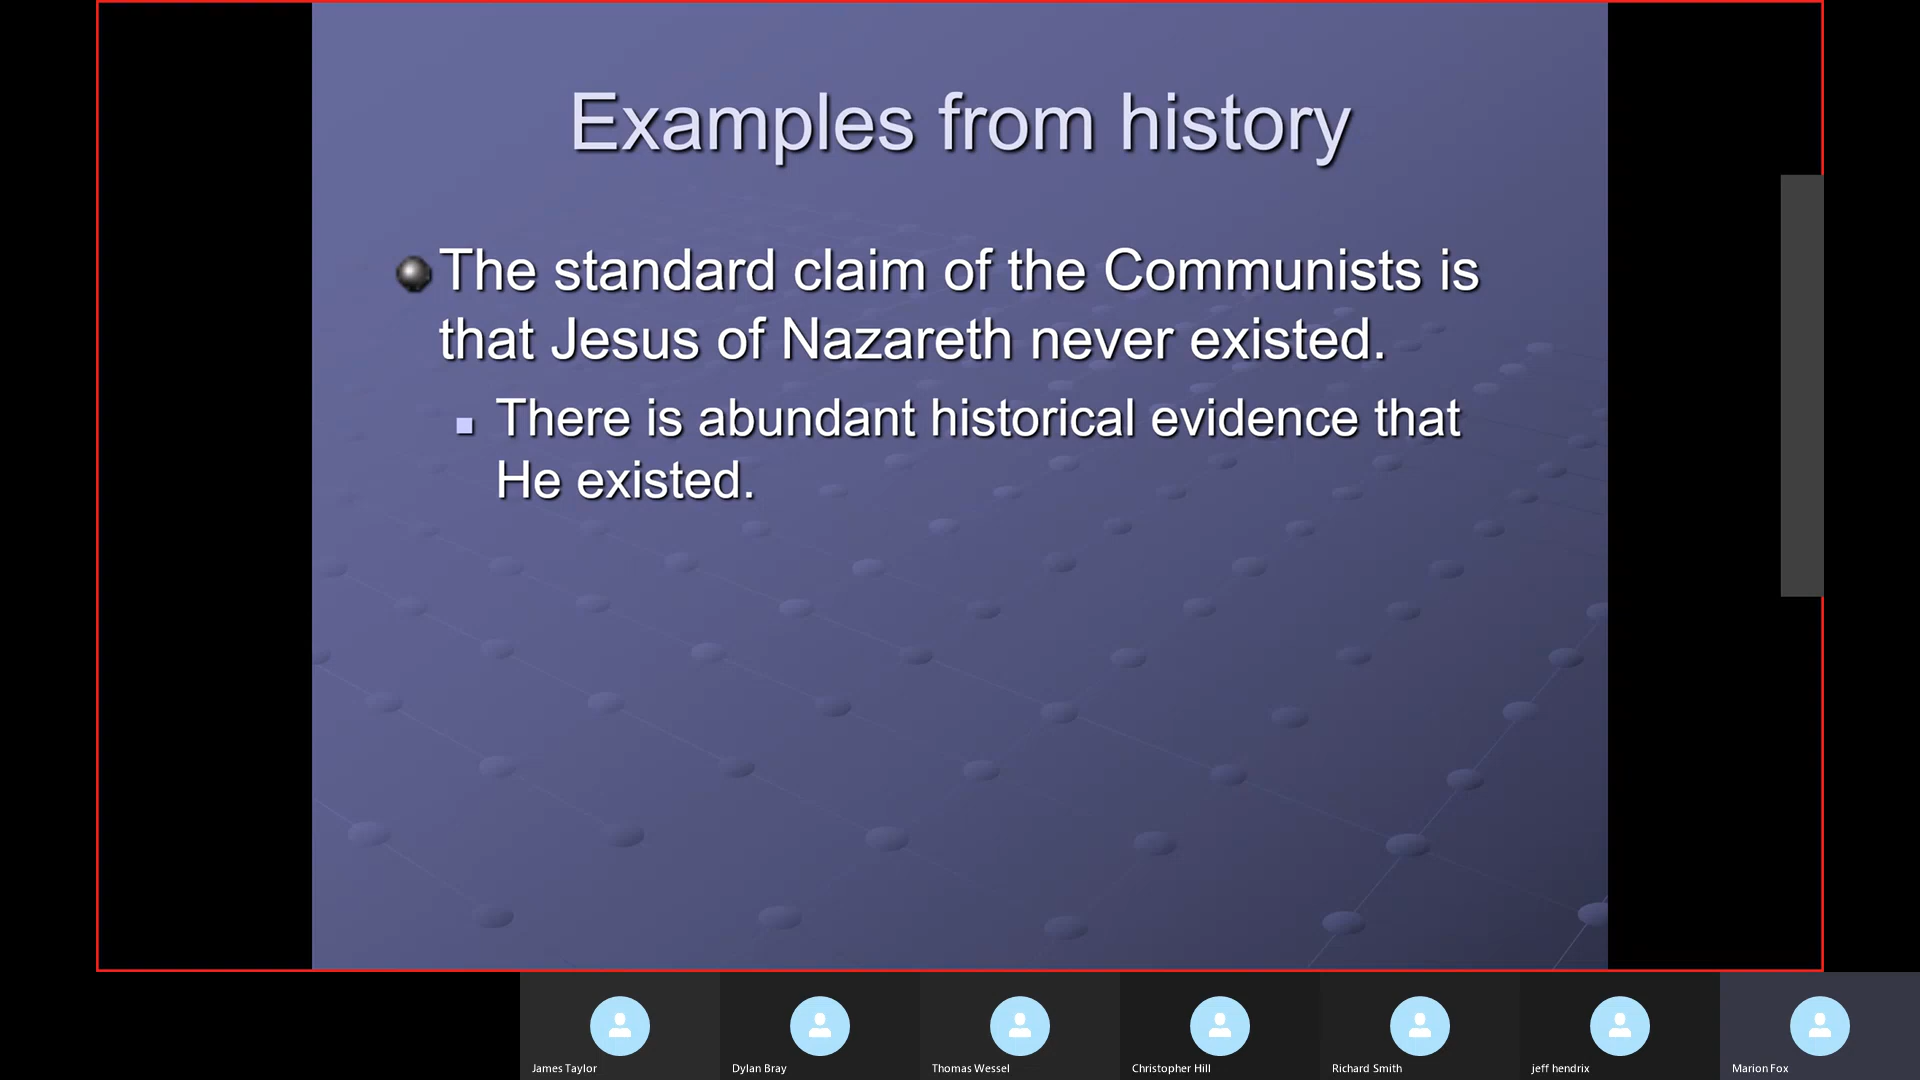 Examples from history
The standard claim of the Communists is
that Jesus of Nazareth never existed.
There is abundant historical evidence that
He existed.
James Taylor
Dylan Bray
Thomas Wessel
Christopher Hill
Richard Smith
jeff hendrix
Marion Fox